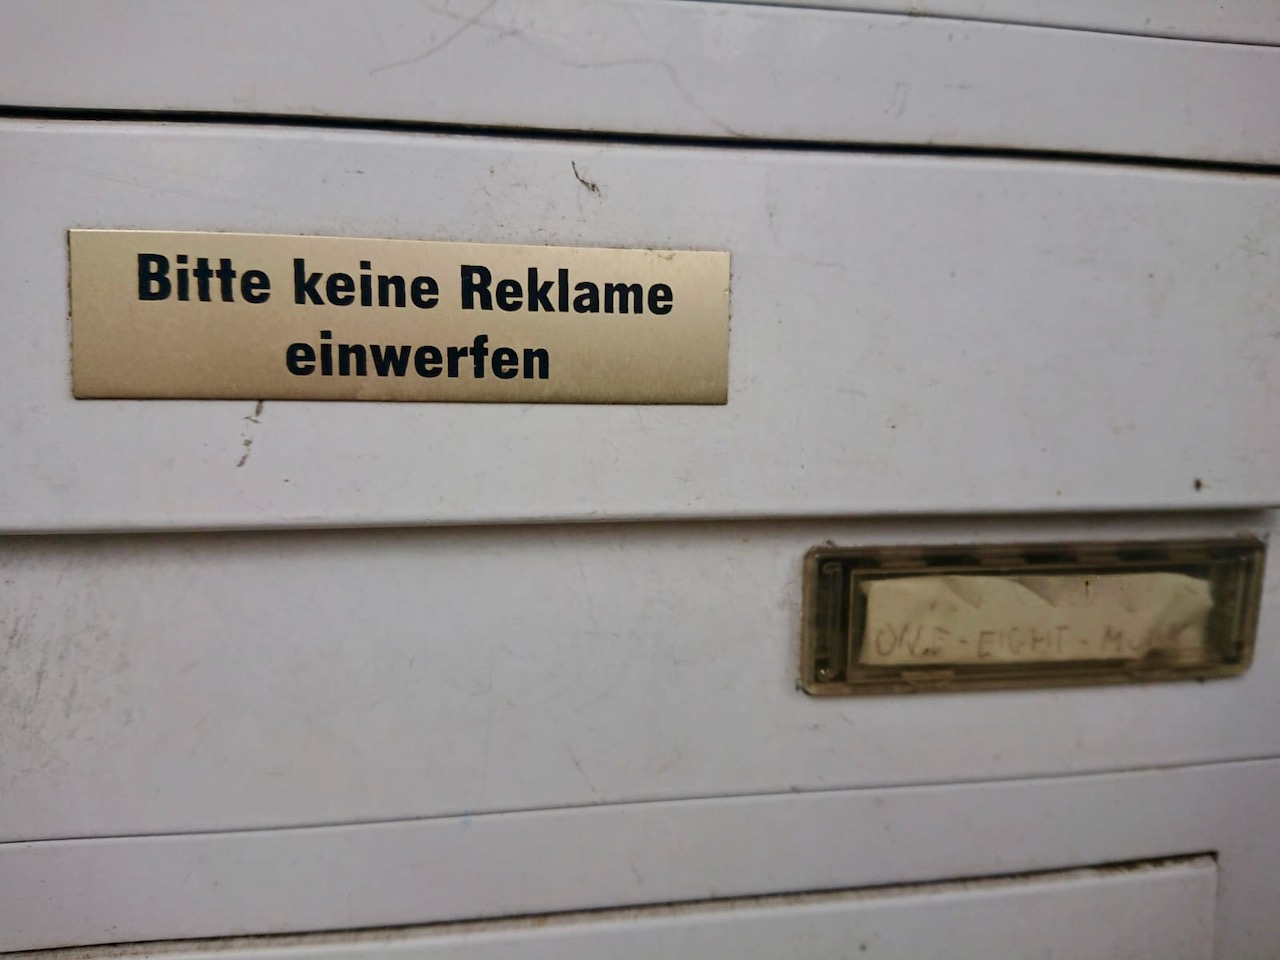 Bitte keine Reklame
einwerfen
ONE-EIGHT-